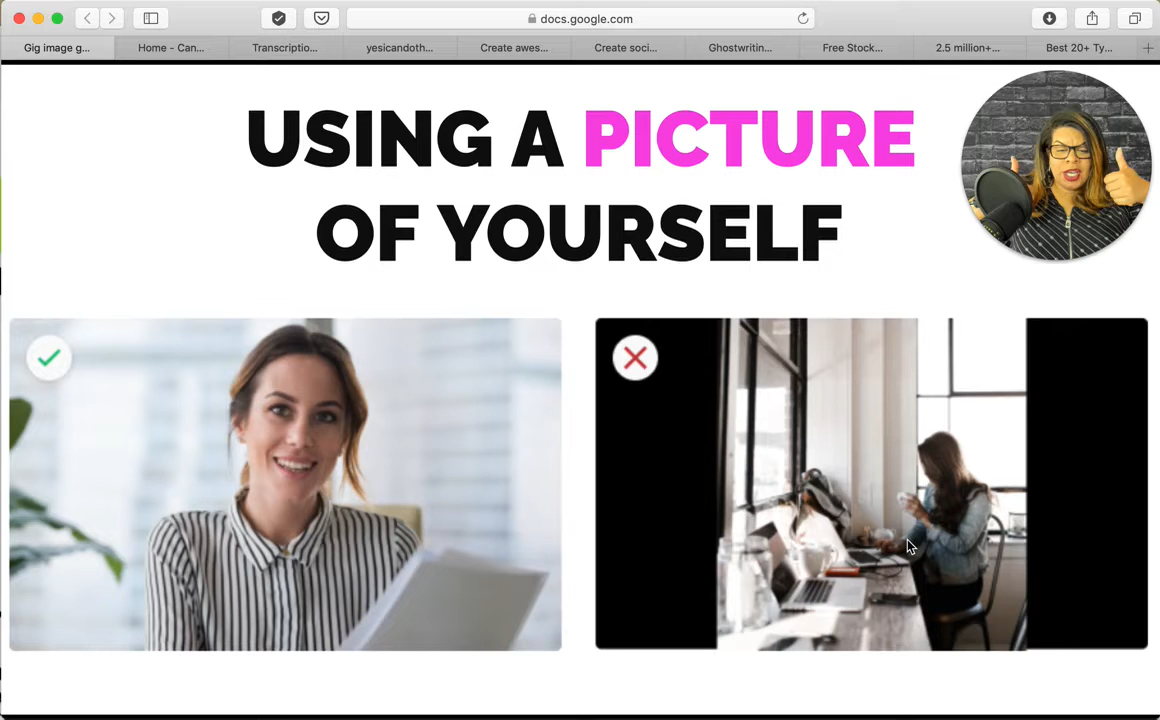 docs.google.com
Gig image g...
Home - Can...
Transcriptio...
yesicandoth...
Create awes...
Create soci...
Ghostwritin...
Free Stock...
2.5 million+...
Best 20+ Ty...
USING A PICTURE
OF YOURSELF